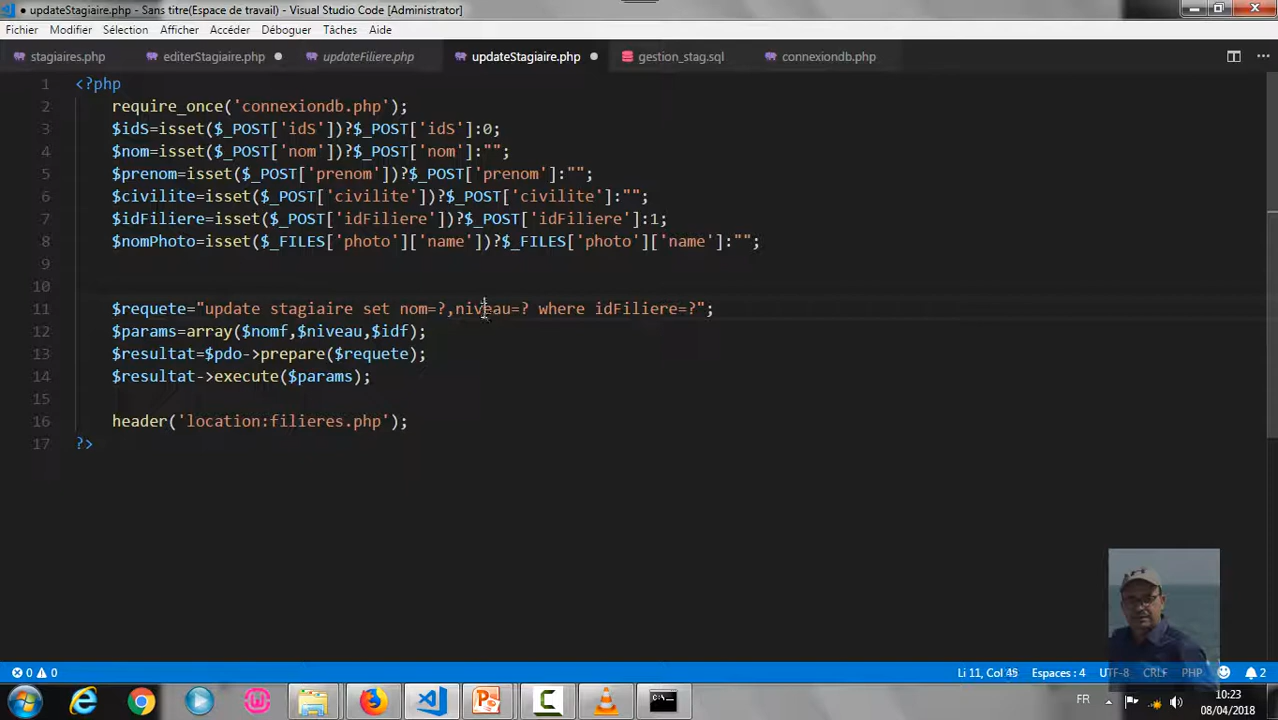 updateStagiaire.php - Sans titre(Espace de travail) - Visual Studio Code [Administrator]
Fichier Modifier Sélection Afficher Accéder Déboguer Tâches Aide
stagiaires.php editerStagiaire.php updateFiliere.php updateStagiaire.php gestion_stag.sql connexiondb.php
1 <?php
2 require_once('connexiondb.php');
3 $idS=isset($_POST['idS'])?$_POST['idS']:0;
4 $nom=isset($_POST['nom'])?$_POST['nom']:"";
5 $prenom=isset($_POST['prenom'])?$_POST['prenom']:"";
6 $civilite=isset($_POST['civilite'])?$_POST['civilite']:"";
7 $idFiliere=isset($_POST['idFiliere'])?$_POST['idFiliere']:1;
8 $nomPhoto=isset($_FILES['photo']['name'])?$_FILES['photo']['name']:"";
9
10
11 $requete="update stagiaire set nom=?,niveau=? where idFiliere=?";
12 $params=array($nomf,$niveau,$idf);
13 $resultat=$pdo->prepare($requete);
14 $resultat->execute($params);
15
16 header('location:filieres.php');
17 ?>
0 0 Li 11, Col 45 Espaces : 4 UTF-8 CRLF PHP 2
FR 10:23
08/04/2018